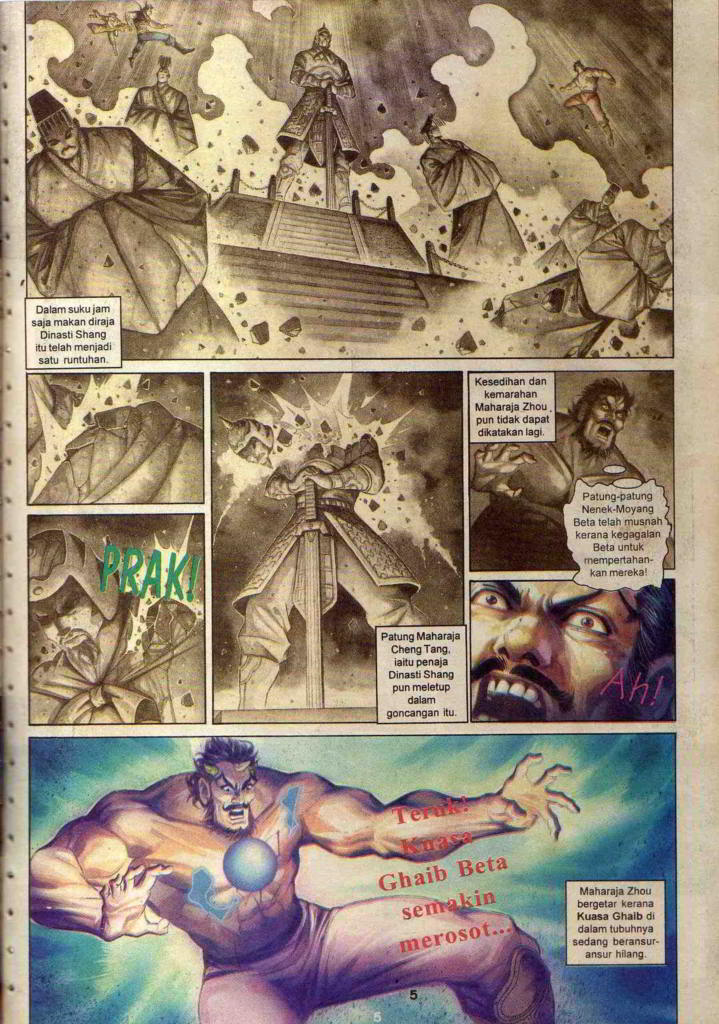 Dalam suku jam
saja makan diraja
Dinasti Shang
itu telah menjadi
satu runtuhan.
Kesedihan dan
kemarahan
Maharaja Zhou,
pun tidak dapat
dikatakan lagi.
Patung-patung
Nenek-Moyang
Beta telah musnah
kerana kegagalan
Beta untuk
mempertahan-
kan mereka!
PRAK!
Patung Maharaja
Cheng Tang,
iaitu penaja
Dinasti Shang
pun meletup
dalam
goncangan itu.
Ah!
Teruk!
Kuasa
Ghaib Beta
semakin
merosot...
Maharaja Zhou
bergetar kerana
Kuasa Ghaib di
dalam tubuhnya
sedang beransur-
ansur hilang.
5
5